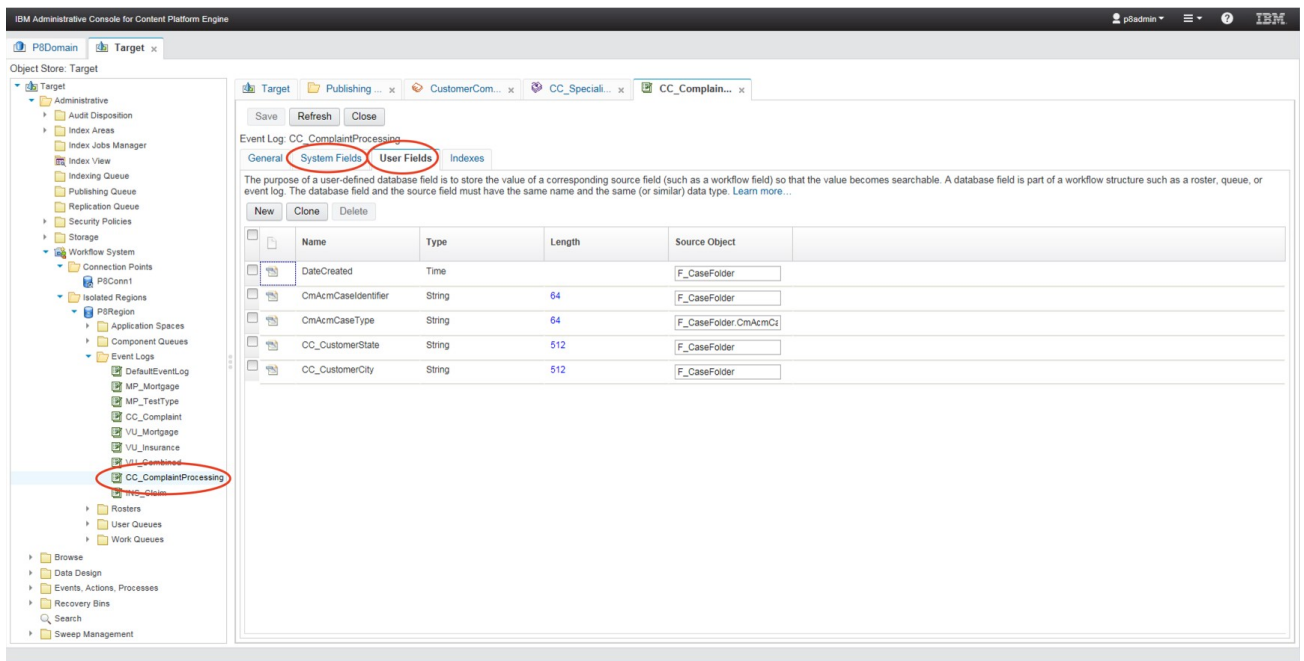 IBM Administrative Console for Content Platform Engine
p8admin
IBM
P8Domain
Target
Object Store: Target
Target
Administrative
Audit Disposition
Index Areas
Index Jobs Manager
Index View
Indexing Queue
Publishing Queue
Replication Queue
Security Policies
Storage
Workflow System
Connection Points
P8Conn1
Isolated Regions
P8Region
Application Spaces
Component Queues
Event Logs
DefaultEventLog
MP_Mortgage
MP_TestType
CC_Complaint
VU_Mortgage
VU_Insurance
VU_Combined
CC_ComplaintProcessing
INS_Claim
Rosters
User Queues
Work Queues
Browse
Data Design
Events, Actions, Processes
Recovery Bins
Search
Sweep Management
Target Publishing ... CustomerCom... CC_Speciali... CC_Complain...
Save Refresh Close
Event Log: CC_ComplaintProcessing
General System Fields User Fields Indexes
The purpose of a user-defined database field is to store the value of a corresponding source field (such as a workflow field) so that the value becomes searchable. A database field is part of a workflow structure such as a roster, queue, or
event log. The database field and the source field must have the same name and the same (or similar) data type. Learn more...
New Clone Delete
Name Type Length Source Object
DateCreated Time F_CaseFolder
CmAcmCaseIdentifier String 64 F_CaseFolder
CmAcmCaseType String 64 F_CaseFolder.CmAcmCa
CC_CustomerState String 512 F_CaseFolder
CC_CustomerCity String 512 F_CaseFolder